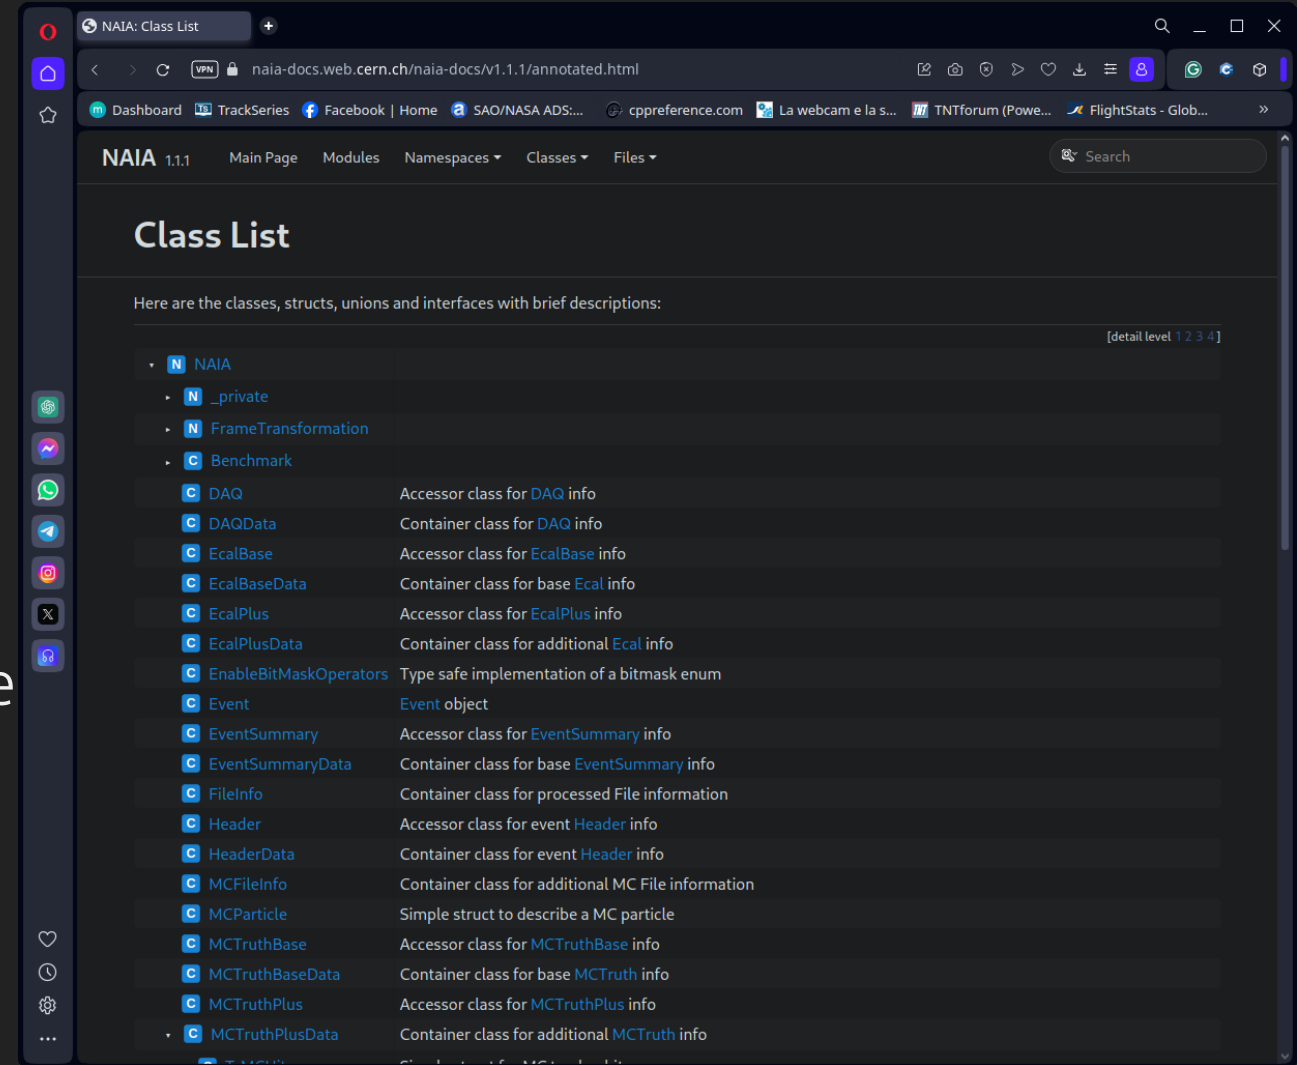 NAIA: Class List
VPN naia-docs.web.cern.ch/naia-docs/v1.1.1/annotated.html
m Dashboard TS TrackSeries Facebook | Home a SAO/NASA ADS:... cppreference.com La webcam e la s... TNT TNTforum (Powe... FlightStats - Glob... »
NAIA 1.1.1 Main Page Modules Namespaces Classes Files Search
Class List
Here are the classes, structs, unions and interfaces with brief descriptions:
[detail level 1 2 3 4]
N NAIA
N _private
N FrameTransformation
C Benchmark
C DAQ Accessor class for DAQ info
C DAQData Container class for DAQ info
C EcalBase Accessor class for EcalBase info
C EcalBaseData Container class for base Ecal info
C EcalPlus Accessor class for EcalPlus info
C EcalPlusData Container class for additional Ecal info
C EnableBitMaskOperators Type safe implementation of a bitmask enum
e
C Event Event object
C EventSummary Accessor class for EventSummary info
C EventSummaryData Container class for base EventSummary info
C FileInfo Container class for processed File information
C Header Accessor class for event Header info
C HeaderData Container class for event Header info
C MCFileInfo Container class for additional MC File information
C MCParticle Simple struct to describe a MC particle
C MCTruthBase Accessor class for MCTruthBase info
C MCTruthBaseData Container class for base MCTruth info
C MCTruthPlus Accessor class for MCTruthPlus info
C MCTruthPlusData Container class for additional MCTruth info